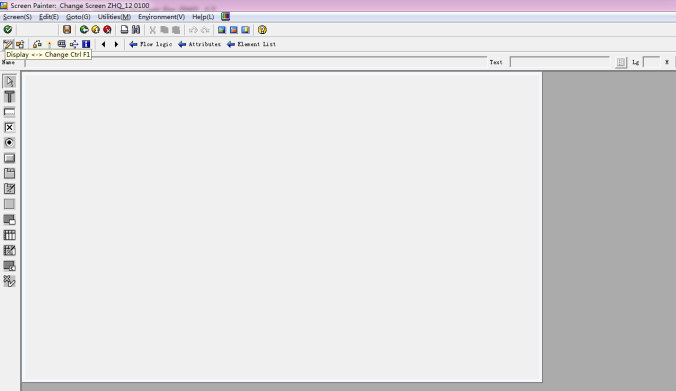 Screen Painter: Change Screen ZHQ_12 0100
Screen(S) Edit(E) Goto(G) Utilities(M) Environment(V) Help(L)
Flow logic Attributes Element List
Display <-> Change Ctrl F1
Name Text Lg